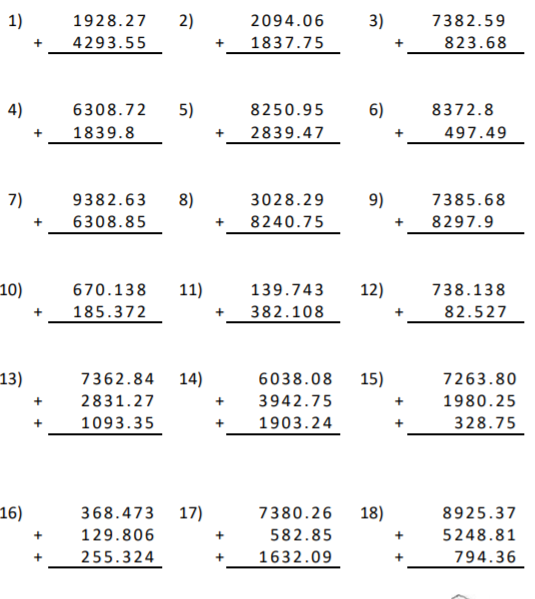 1) 1928.27 2) 2094.06 3) 7382.59
+ 4293.55 + 1837.75 + 823.68
4) 6308.72 5) 8250.95 6) 8372.8
+ 1839.8 + 2839.47 + 497.49
7) 9382.63 8) 3028.29 9) 7385.68
+ 6308.85 + 8240.75 + 8297.9
10) 670.138 11) 139.743 12) 738.138
+ 185.372 + 382.108 + 82.527
13) 7362.84 14) 6038.08 15) 7263.80
+ 2831.27 + 3942.75 + 1980.25
+ 1093.35 + 1903.24 + 328.75
16) 368.473 17) 7380.26 18) 8925.37
+ 129.806 + 582.85 + 5248.81
+ 255.324 + 1632.09 + 794.36